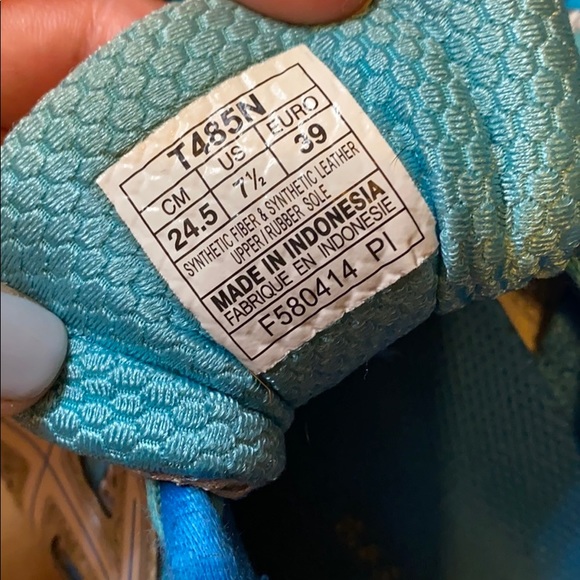 T485N
CM US EURO
24.5 7½ 39
SYNTHETIC FIBER & SYNTHETIC LEATHER
UPPER/ RUBBER SOLE
MADE IN INDONESIA
FABRIQUE EN INDONESIE
F580414 PI